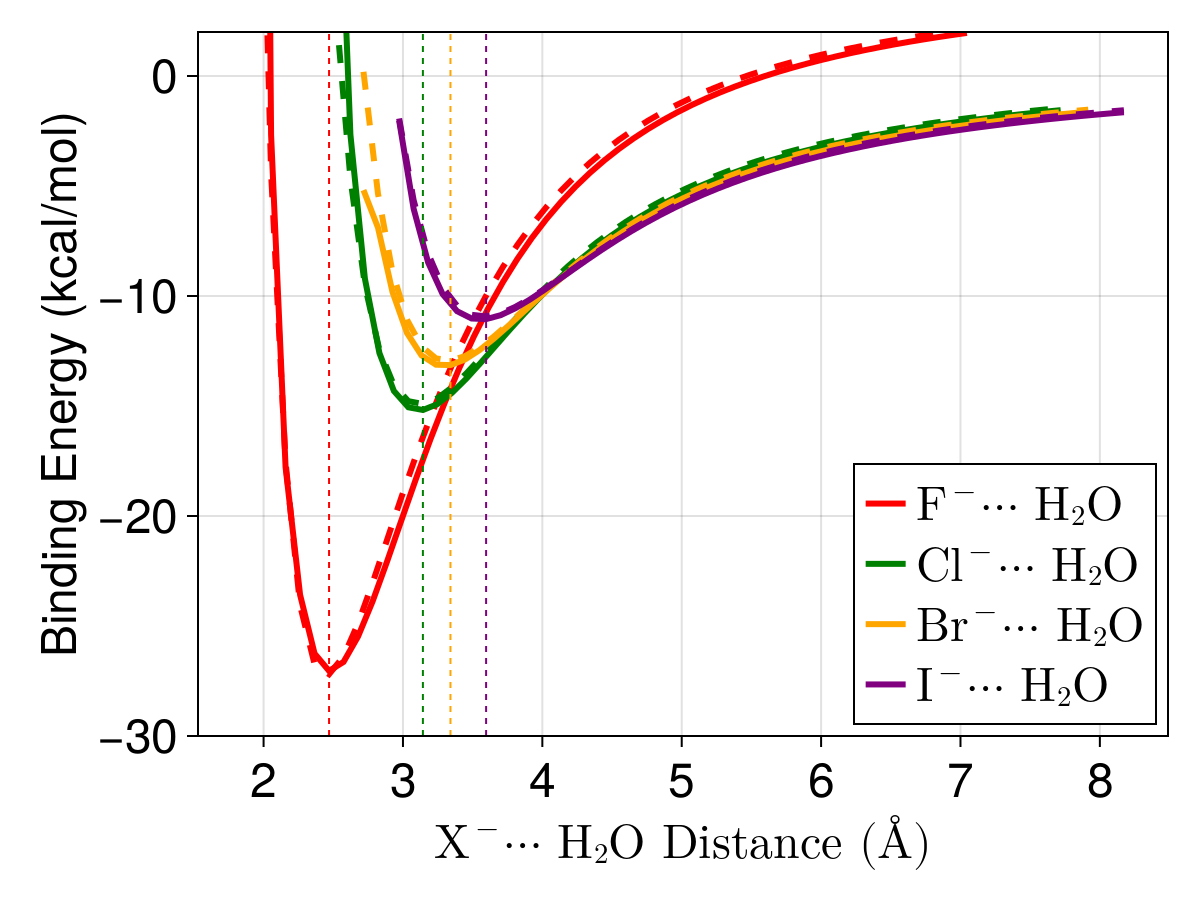 Binding Energy (kcal/mol)
0
−10
−20
−30
2 3 4 5 6 7 8
X⁻··· H₂O Distance (Å)
F⁻··· H₂O
Cl⁻··· H₂O
Br⁻··· H₂O
I⁻··· H₂O